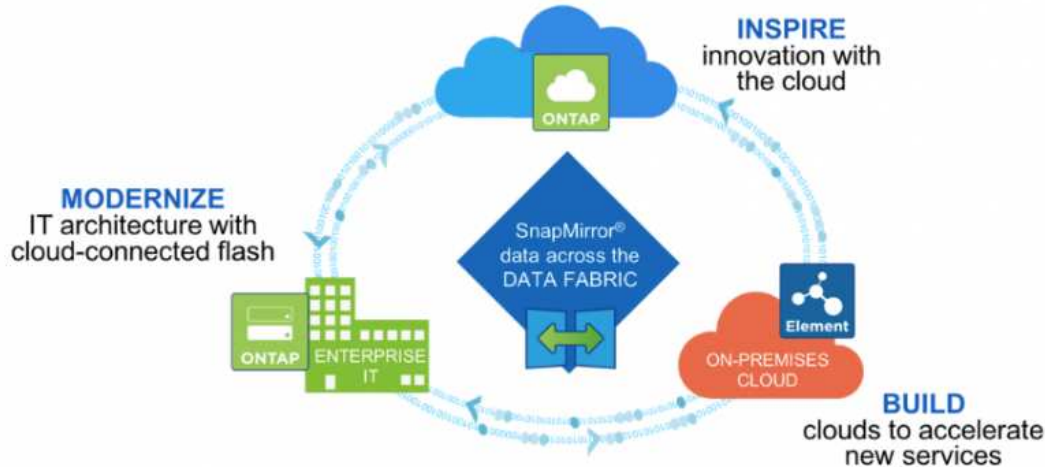 INSPIRE
innovation with
the cloud
ONTAP
MODERNIZE
IT architecture with
cloud-connected flash
SnapMirror®
data across the
DATA FABRIC
ONTAP
ENTERPRISE
IT
Element
ON-PREMISES
CLOUD
BUILD
clouds to accelerate
new services